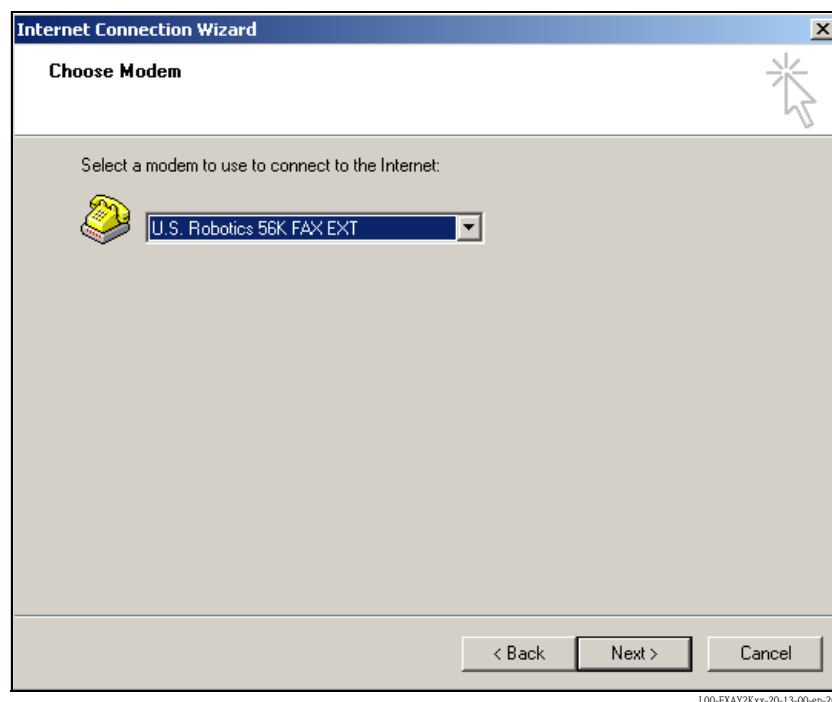 Internet Connection Wizard
Choose Modem
Select a modem to use to connect to the Internet:
U.S. Robotics 56K FAX EXT
< Back
Next >
Cancel